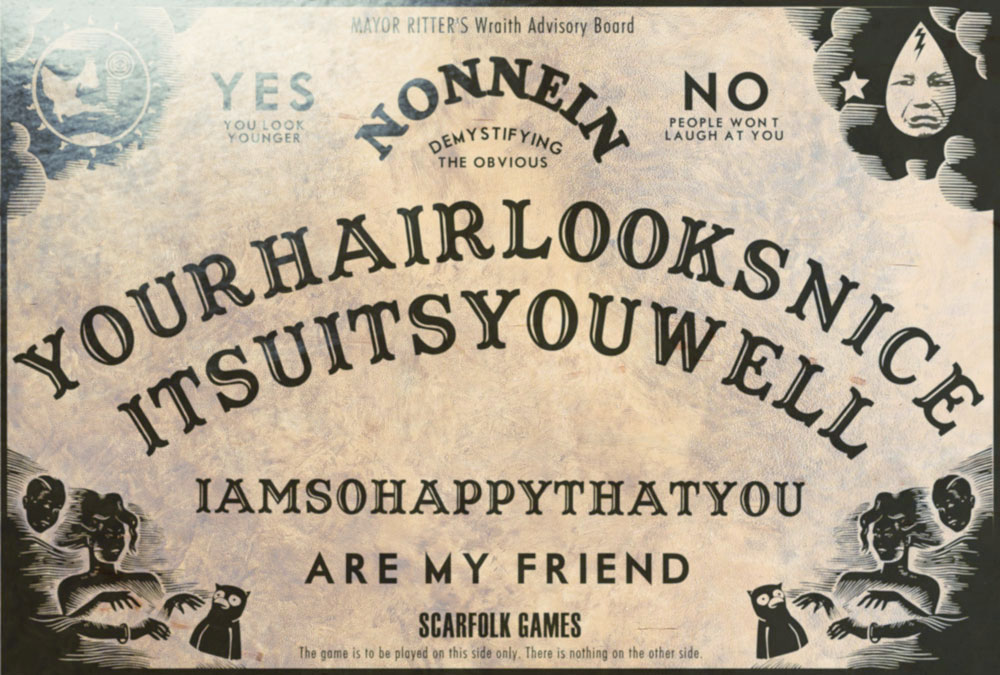 MAYOR RITTER'S Wraith Advisory Board
NONNEIN
YES
YOU LOOK
YOUNGER
DEMYSTIFYING
THE OBVIOUS
NO
PEOPLE WON T
LAUGH AT YOU
YOURHAIRLOOKSNICE
ITSUITSYOUWELL
IAMSOHAPPYTHATYOU
ARE MY FRIEND
SCARFOLK GAMES
The game is to be played on this side only. There is nothing on the other side.